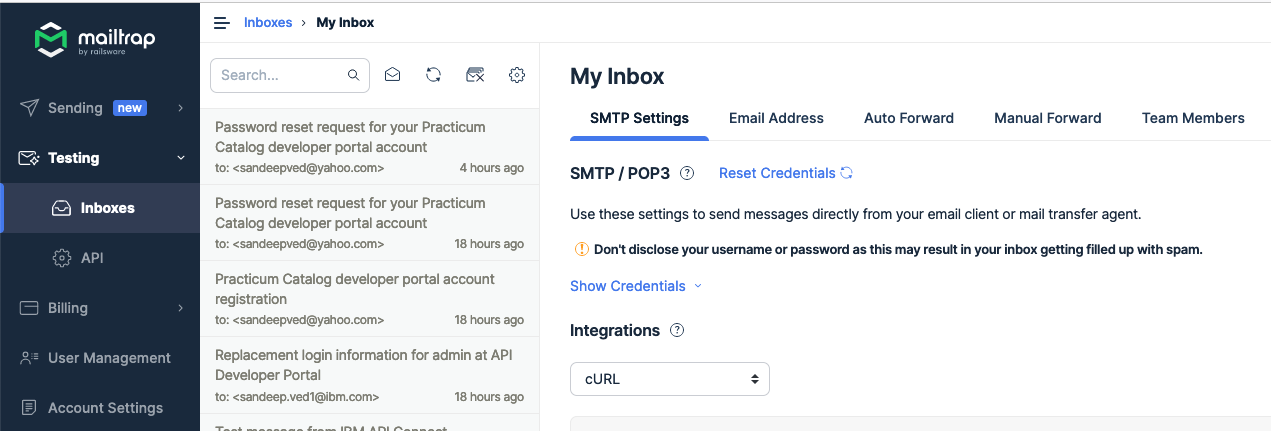 mailtrap
by railsware
Sending new
Testing
Inboxes
API
Billing
User Management
Account Settings
Inboxes › My Inbox
Search...
Password reset request for your Practicum
Catalog developer portal account
to: <sandeepved@yahoo.com> 4 hours ago
Password reset request for your Practicum
Catalog developer portal account
to: <sandeepved@yahoo.com> 18 hours ago
Practicum Catalog developer portal account
registration
to: <sandeepved@yahoo.com> 18 hours ago
Replacement login information for admin at API
Developer Portal
to: <sandeep.ved1@ibm.com> 18 hours ago
Test message from IBM API Connect
My Inbox
SMTP Settings Email Address Auto Forward Manual Forward Team Members
SMTP / POP3 ? Reset Credentials
Use these settings to send messages directly from your email client or mail transfer agent.
! Don't disclose your username or password as this may result in your inbox getting filled up with spam.
Show Credentials
Integrations ?
cURL